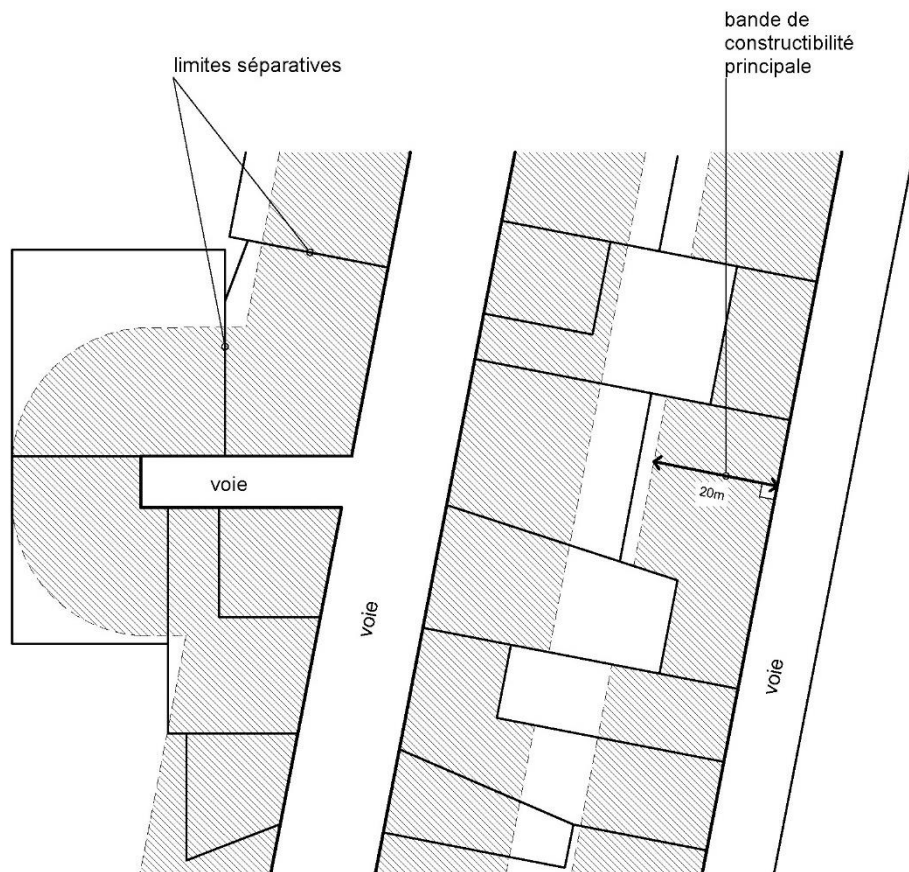 bande de
constructibilité
principale
limites séparatives
20m
voie
voie
voie